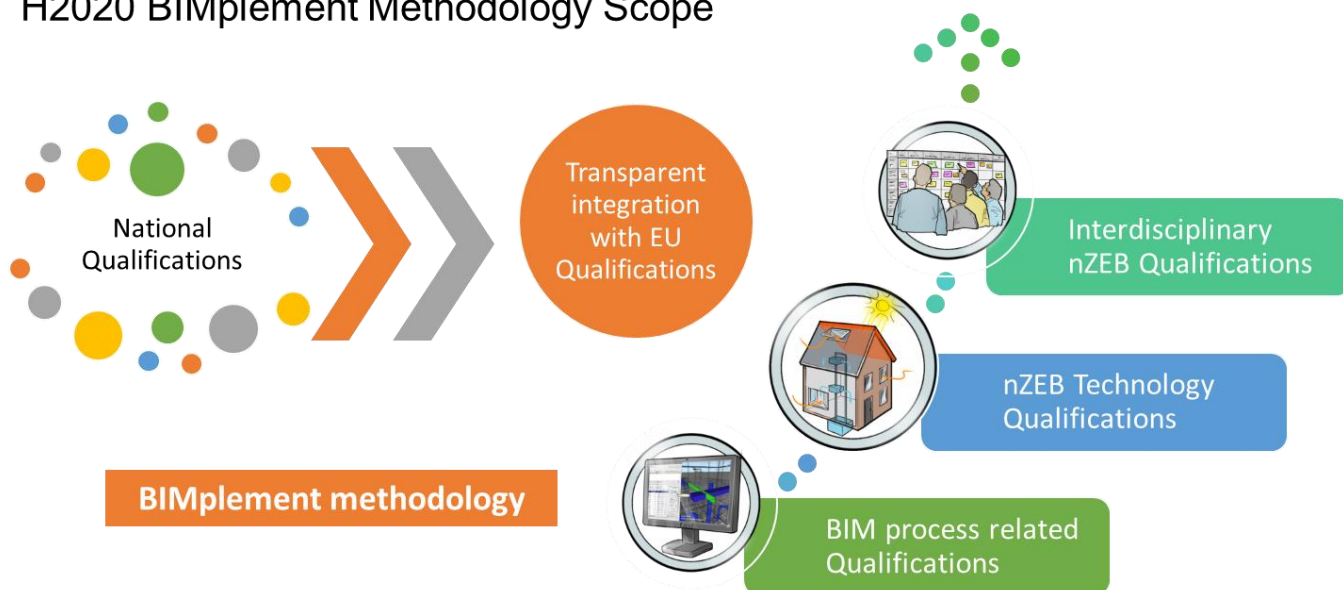 H2020 BIMplement Methodology Scope
National
Qualifications
Transparent
integration
with EU
Qualifications
Interdisciplinary
nZEB Qualifications
nZEB Technology
Qualifications
BIMplement methodology
BIM process related
Qualifications